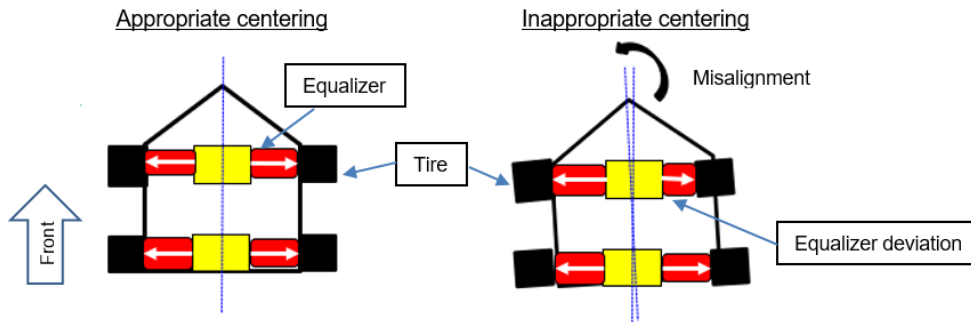 Appropriate centering
Inappropriate centering
Equalizer
Misalignment
Tire
Front
Equalizer deviation